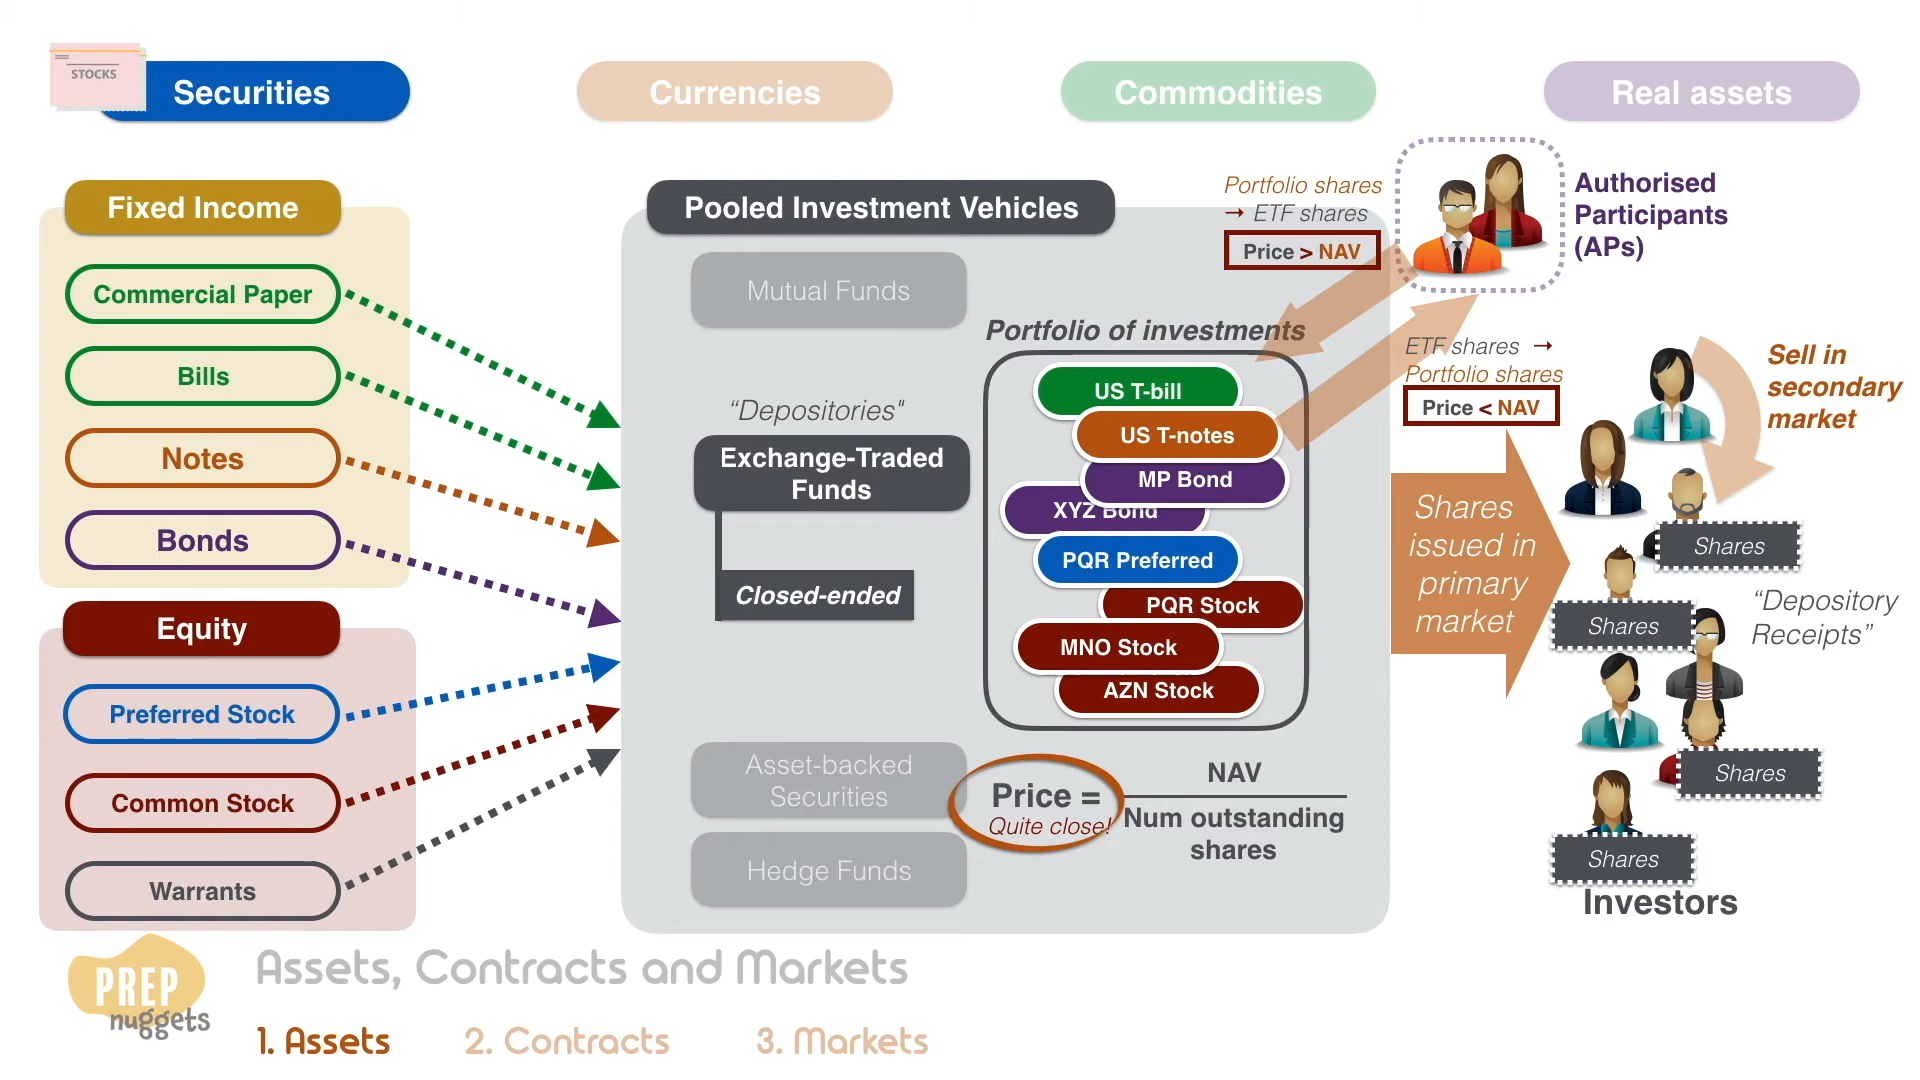 STOCKS
Securities
Currencies
Commodities
Real assets
Fixed Income
Commercial Paper
Bills
Notes
Bonds
Equity
Preferred Stock
Common Stock
Warrants
Pooled Investment Vehicles
Mutual Funds
“Depositories"
Exchange-Traded
Funds
Closed-ended
Asset-backed
Securities
Hedge Funds
Portfolio of investments
US T-bill
US T-notes
MP Bond
XYZ Bond
PQR Preferred
PQR Stock
MNO Stock
AZN Stock
Price =
Quite close!
NAV
Num outstanding
shares
Portfolio shares
→ ETF shares
Price > NAV
Authorised
Participants
(APs)
ETF shares →
Portfolio shares
Price < NAV
Shares
issued in
primary
market
Sell in
secondary
market
Shares
Shares
“Depository
Receipts”
Shares
Shares
Investors
PREP
nuggets
Assets, Contracts and Markets
1. Assets
2. Contracts
3. Markets